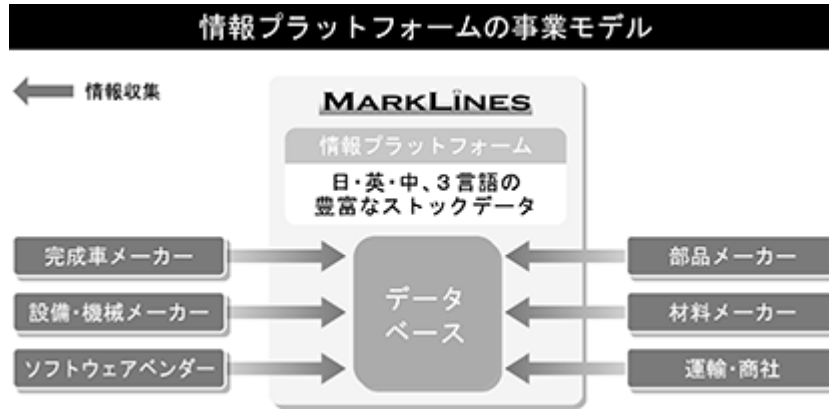 情報プラットフォームの事業モデル
情報収集
MARKLINES
情報プラットフォーム
日・英・中、3言語の
豊富なストックデータ
完成車メーカー
部品メーカー
設備・機械メーカー
材料メーカー
ソフトウェアベンダー
運輸・商社
データ
ベース